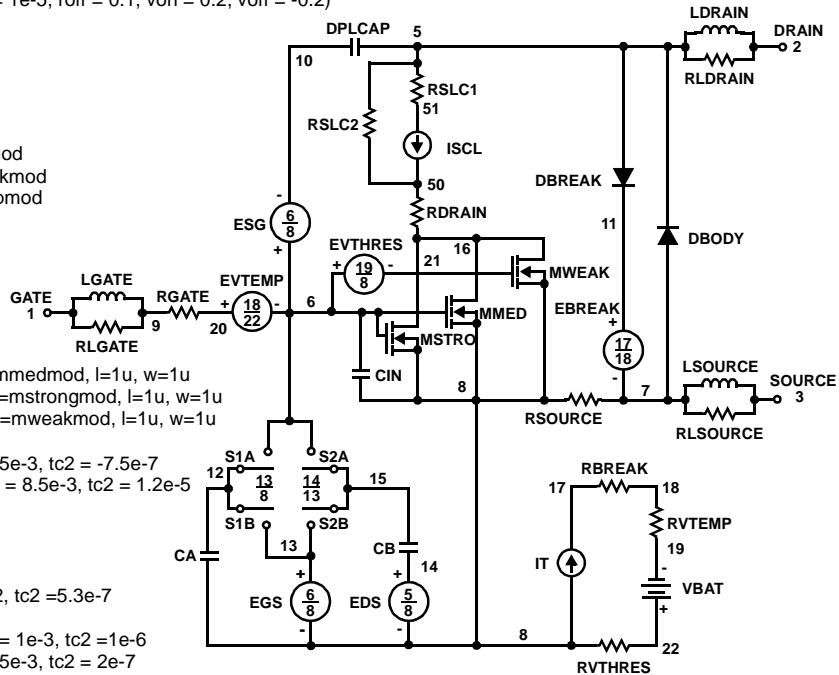 = 1e-5, roff = 0.1, von = 0.2, voff = -0.2)
DPLCAP
5
10
LDRAIN
DRAIN
2
RLDRAIN
RSLC1
51
RSLC2
ISCL
50
RDRAIN
od
kmod
omod
DBREAK
11
DBODY
ESG
6
8
-
+
EVTHRES
+ 19 -
8
21
16
MWEAK
LGATE
GATE
1
RLGATE
9
RGATE
EVTEMP
+ 18 -
22
20
6
MMED
MSTRO
CIN
8
EBREAK
+
17
18
-
7
RSOURCE
LSOURCE
SOURCE
3
RLSOURCE
mmedmod, l=1u, w=1u
=mstrongmod, l=1u, w=1u
=mweakmod, l=1u, w=1u
5e-3, tc2 = -7.5e-7
= 8.5e-3, tc2 = 1.2e-5
S1A
S2A
12
13
8
14
13
15
S1B
S2B
13
CA
CB
14
EGS
+
6
8
-
EDS
+
5
8
-
8
RBREAK
17
18
RVTEMP
19
IT
-
VBAT
+
22
RVTHRES
2, tc2 =5.3e-7
= 1e-3, tc2 =1e-6
5e-3, tc2 = 2e-7